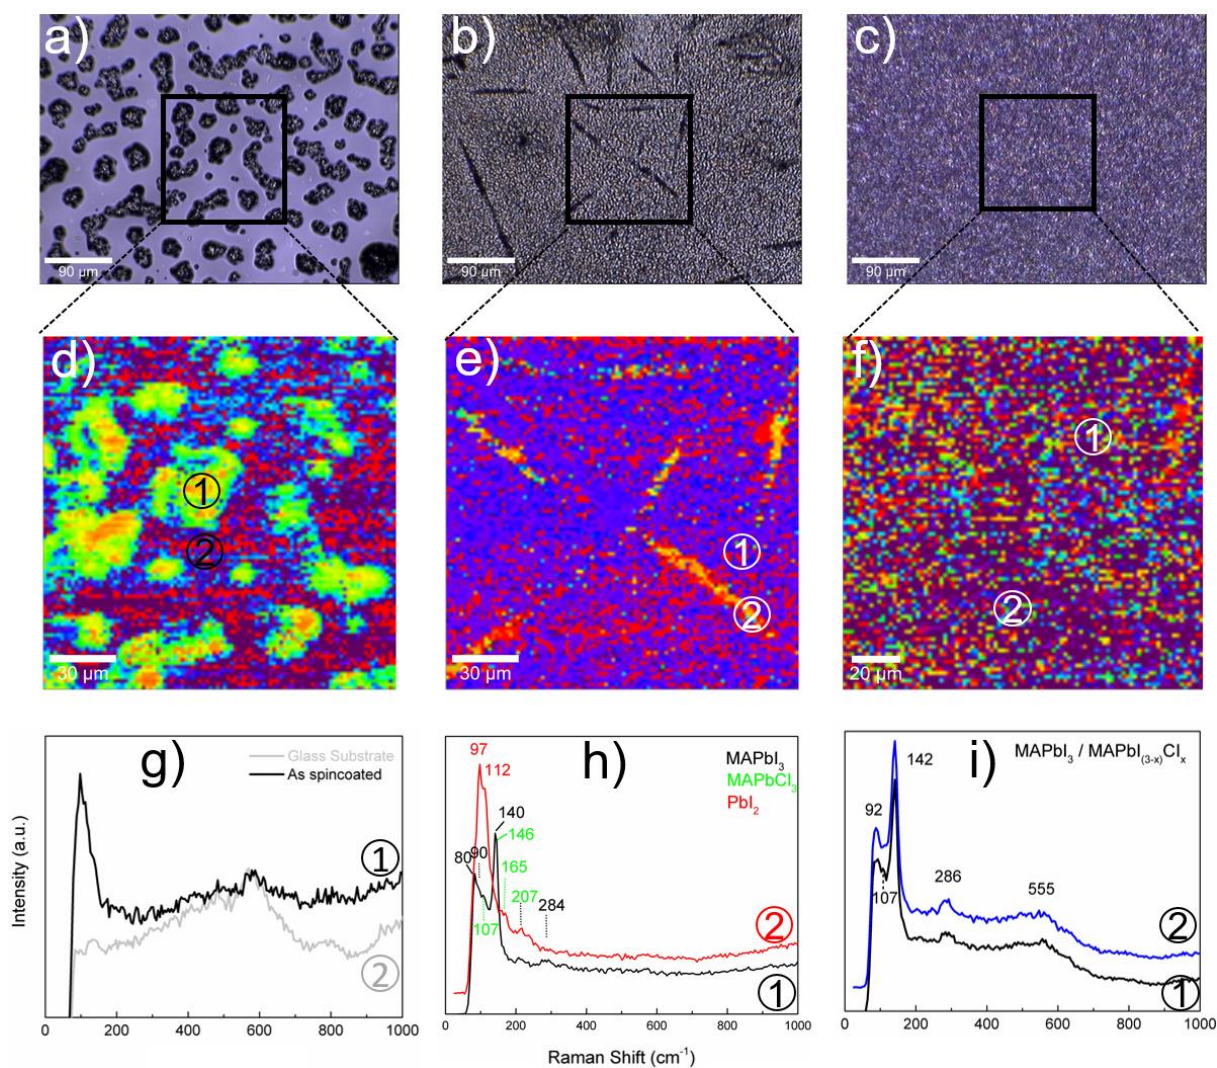 a)
b)
c)
90 µm
90 µm
90 µm
d)
e)
f)
1
2
1
2
1
2
30 µm
30 µm
20 µm
g)
Glass Substrate
As spincoated
1
2
Intensity (a.u.)
0 200 400 600 800 1000
h)
97
112
MAPbI3
MAPbCl3
PbI2
140
146
80
90
165
207
284
107
2
1
0 200 400 600 800 1000
Raman Shift (cm-1)
i)
MAPbI3 / MAPbI(3-x)Clx
142
92
107
286
555
2
1
0 200 400 600 800 1000